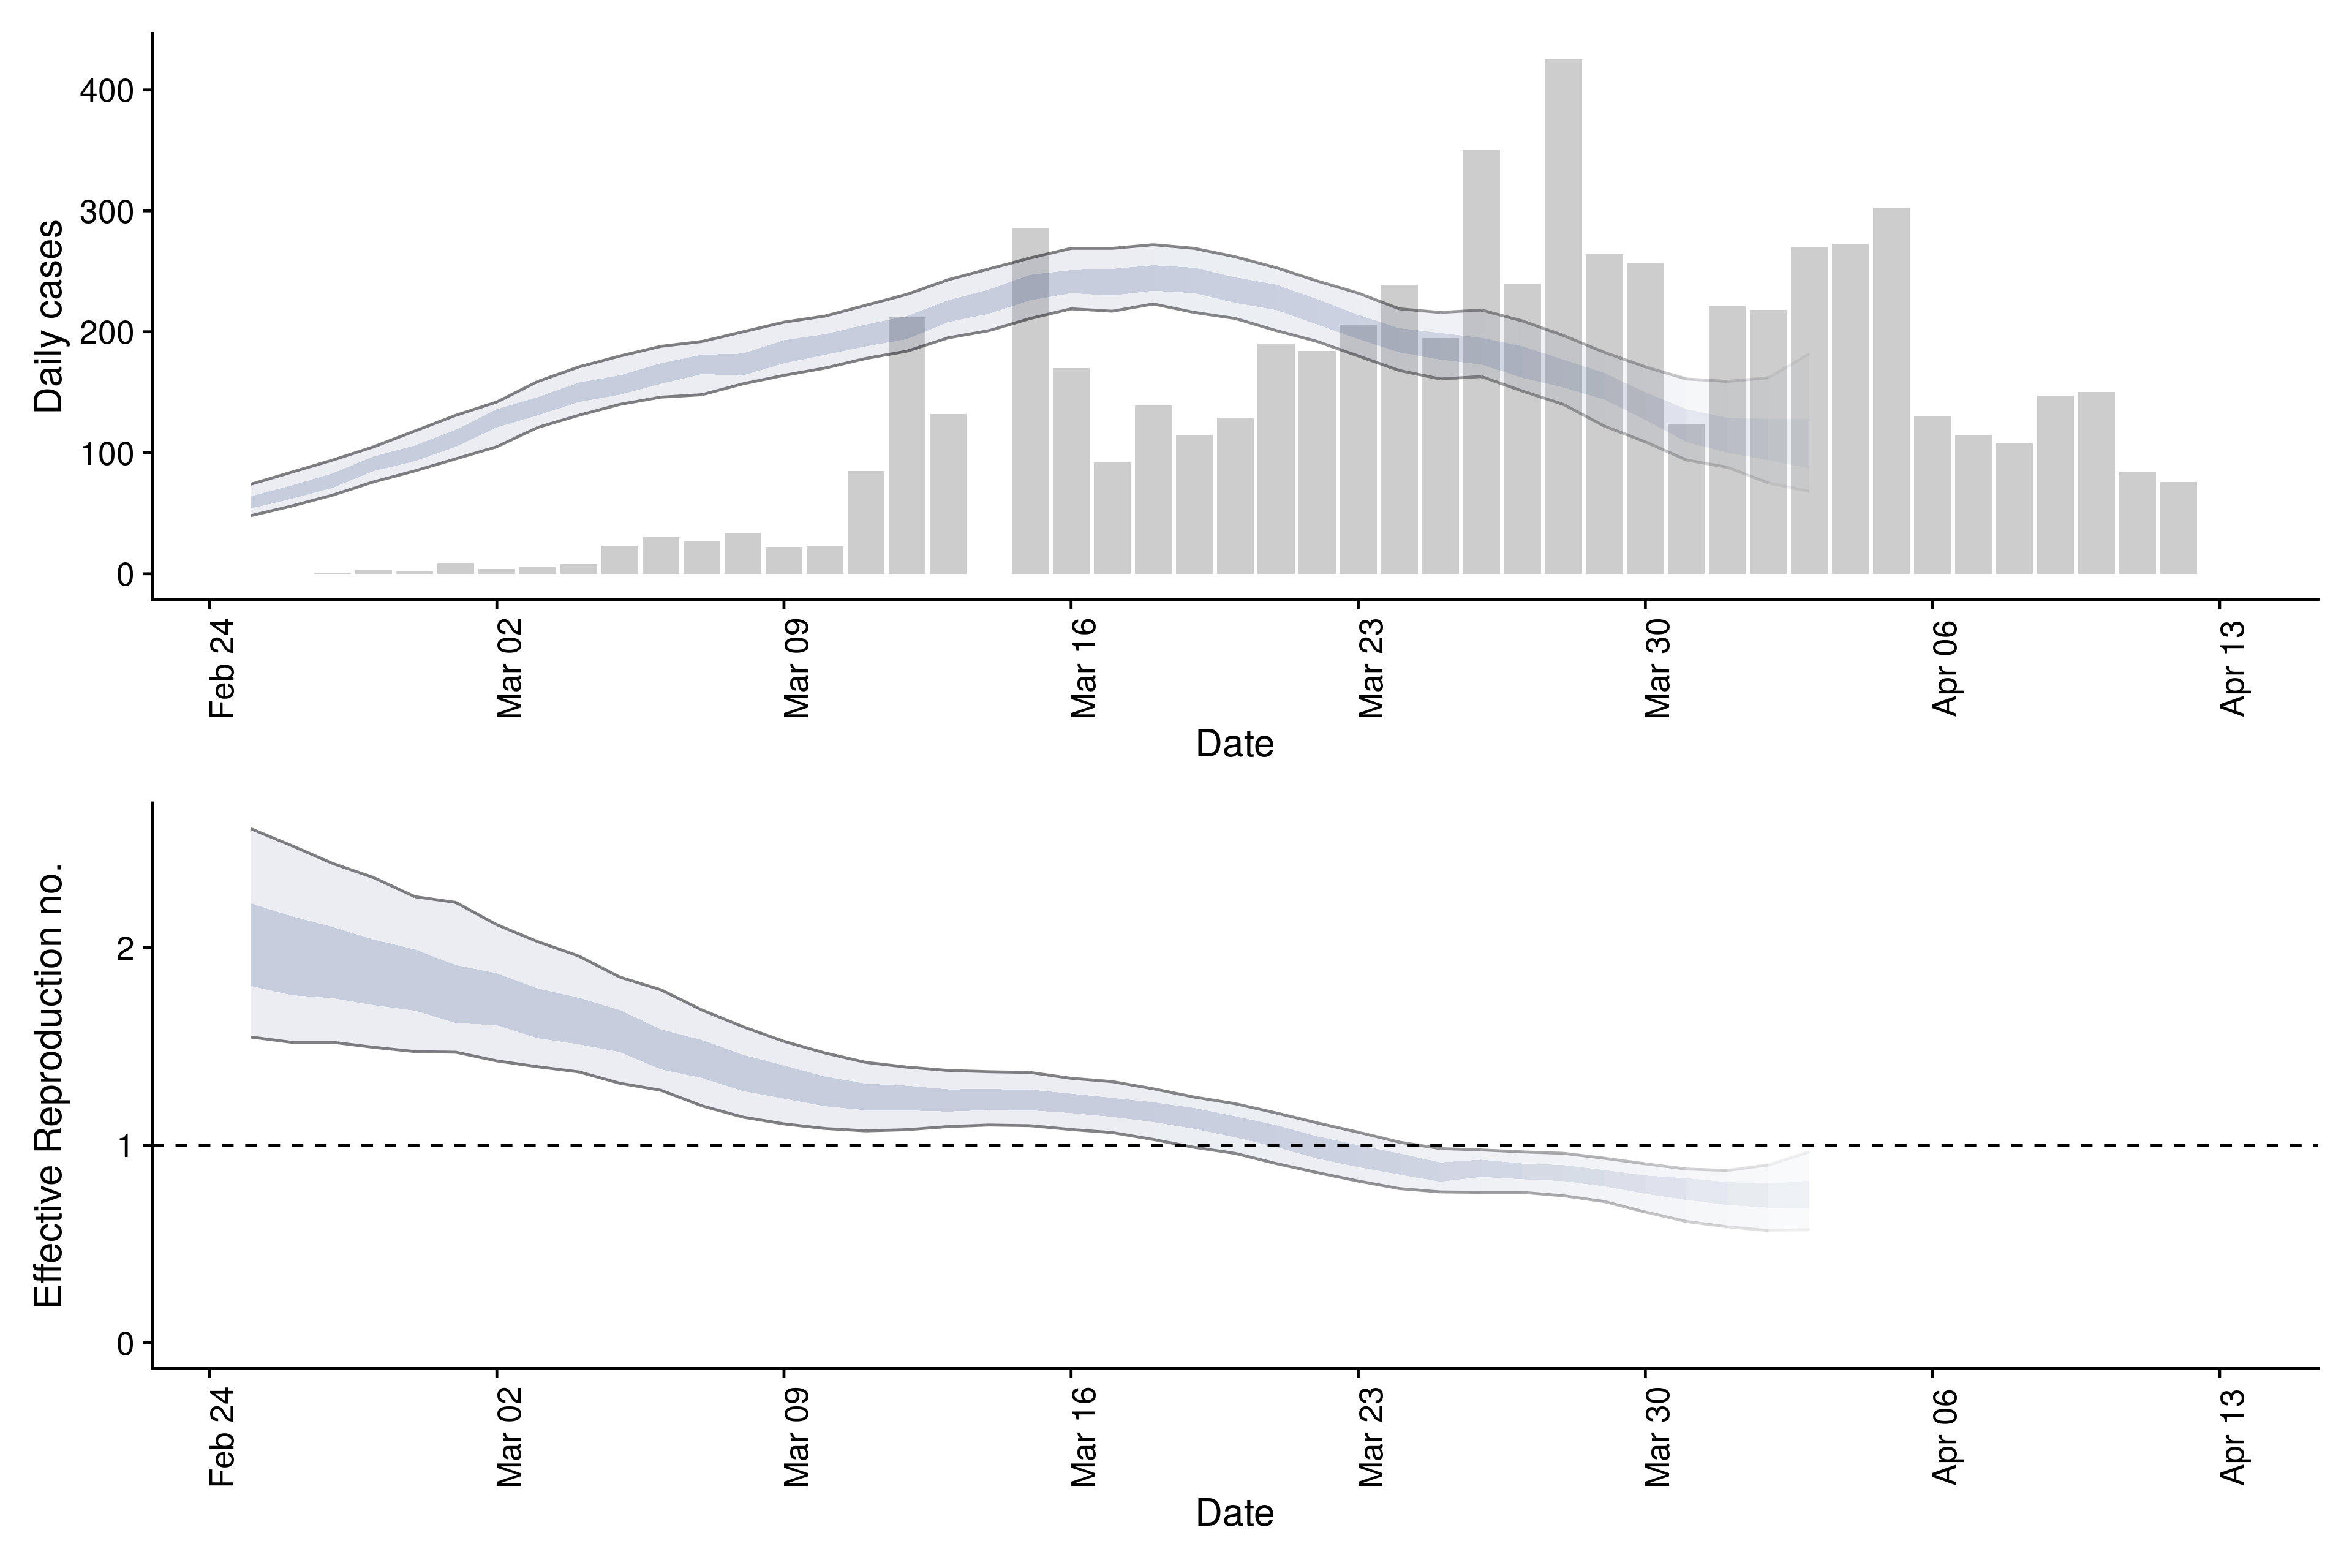 Daily cases
400
300
200
100
0
Feb 24
Mar 02
Mar 09
Mar 16
Mar 23
Mar 30
Apr 06
Apr 13
Date
Effective Reproduction no.
2
1
0
Feb 24
Mar 02
Mar 09
Mar 16
Mar 23
Mar 30
Apr 06
Apr 13
Date